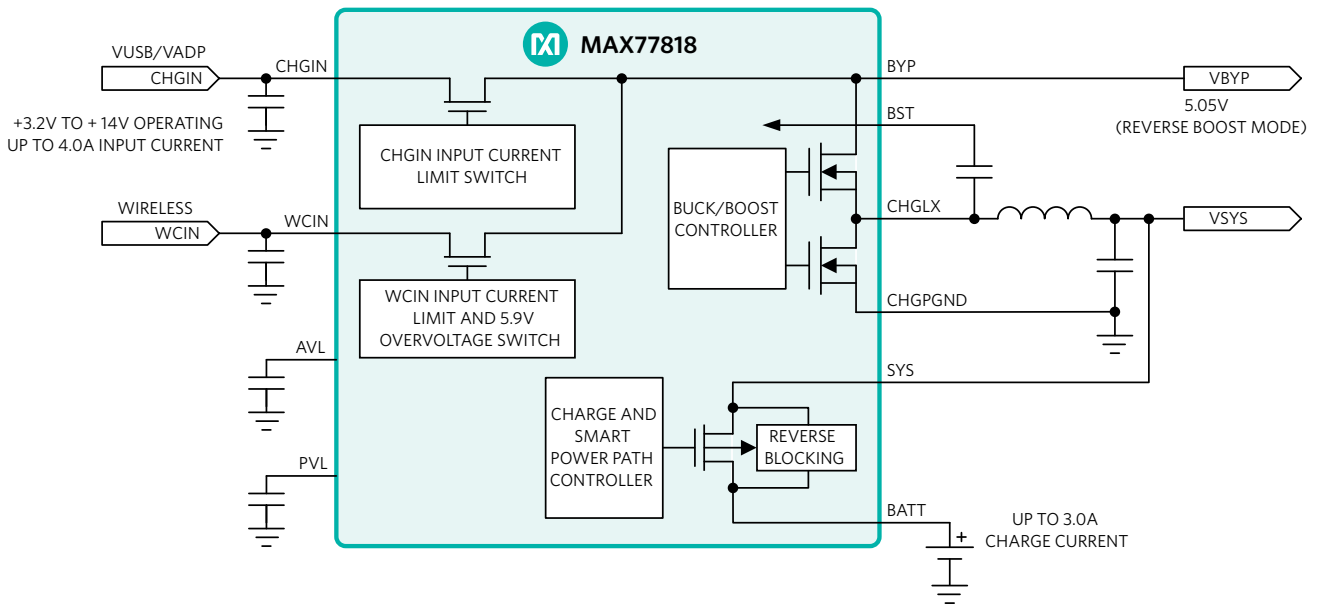 MAX77818
VUSB/VADP
CHGIN
CHGIN
+3.2V TO + 14V OPERATING
UP TO 4.0A INPUT CURRENT
CHGIN INPUT CURRENT
LIMIT SWITCH
BYP
VBYP
5.05V
(REVERSE BOOST MODE)
BST
BUCK/BOOST
CONTROLLER
WIRELESS
WCIN
WCIN
CHGLX
VSYS
WCIN INPUT CURRENT
LIMIT AND 5.9V
OVERVOLTAGE SWITCH
CHGPGND
AVL
SYS
CHARGE AND
SMART
POWER PATH
CONTROLLER
REVERSE
BLOCKING
PVL
BATT
+
UP TO 3.0A
CHARGE CURRENT